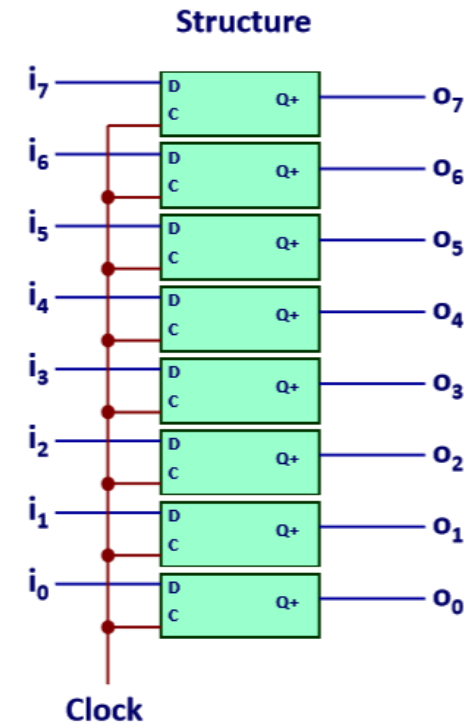 Structure
i7 D Q+ o7
C
i6 D Q+ o6
C
i5 D Q+ o5
C
i4 D Q+ o4
C
i3 D Q+ o3
C
i2 D Q+ o2
C
i1 D Q+ o1
C
i0 D Q+ o0
C
Clock